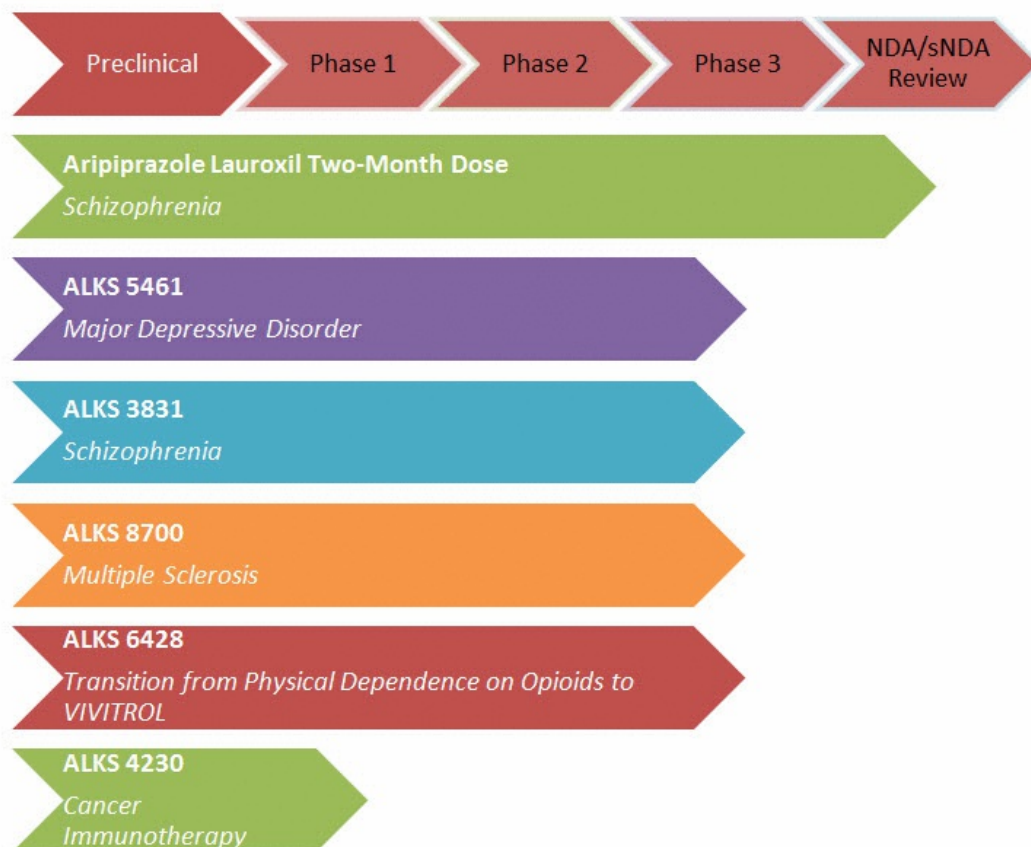 Preclinical
Phase 1
Phase 2
Phase 3
NDA/sNDA
Review
Aripiprazole Lauroxil Two-Month Dose
Schizophrenia
ALKS 5461
Major Depressive Disorder
ALKS 3831
Schizophrenia
ALKS 8700
Multiple Sclerosis
ALKS 6428
Transition from Physical Dependence on Opioids to
VIVITROL
ALKS 4230
Cancer
Immunotherapy